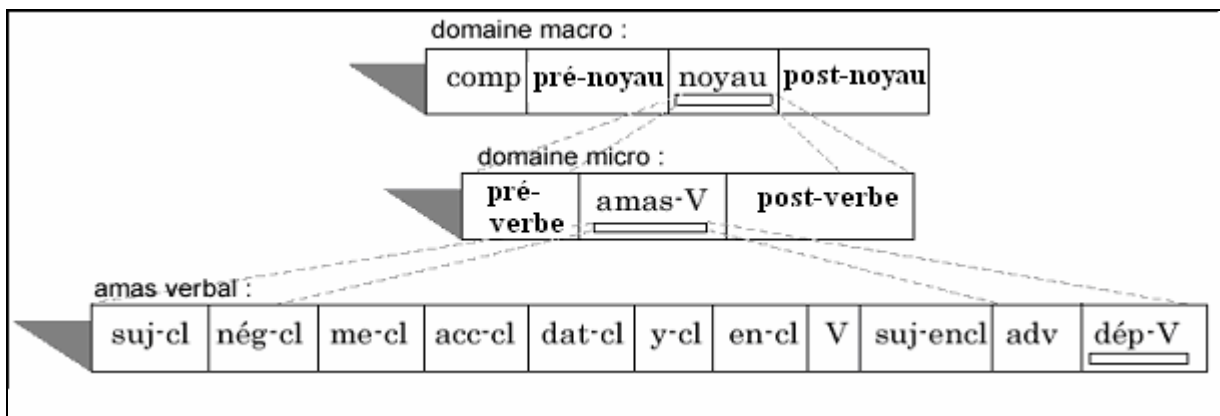 domaine macro :
comp pré-noyau noyau post-noyau
domaine micro :
pré-
verbe amas-V post-verbe
amas verbal :
suj-cl nég-cl me-cl acc-cl dat-cl y-cl en-cl V suj-encl adv dép-V